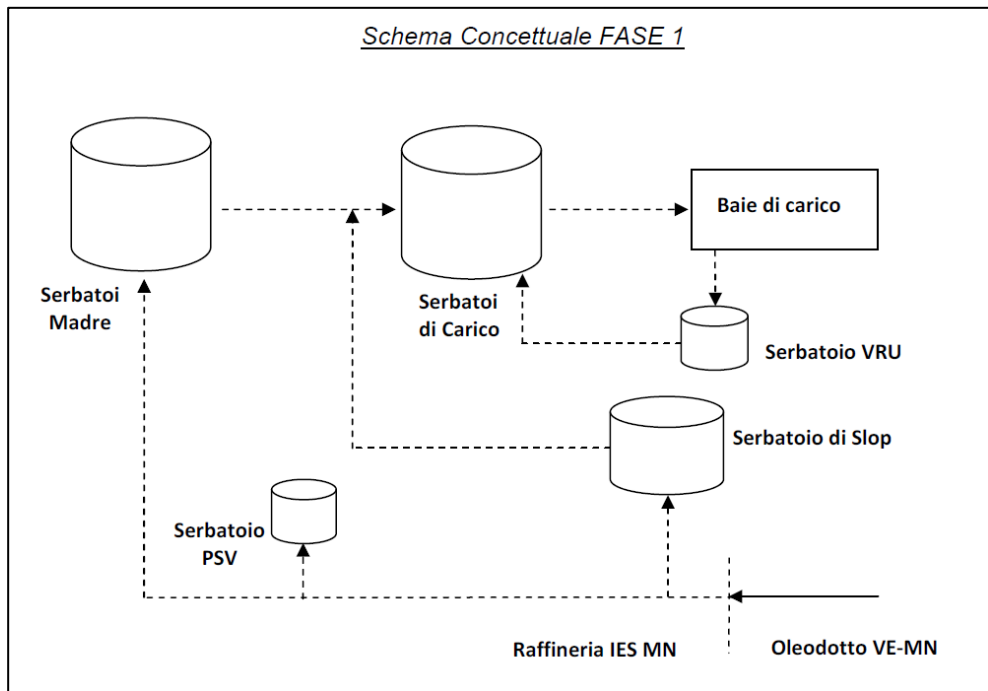 Schema Concettuale FASE 1
Baie di carico
Serbatoi
Madre
Serbatoi
di Carico
Serbatoio VRU
Serbatoio di Slop
Serbatoio
PSV
Raffineria IES MN
Oleodotto VE-MN